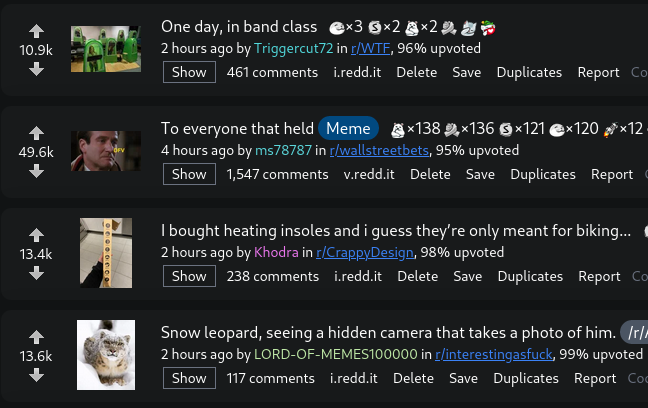 One day, in band class ×3 ×2 ×2
10.9k
2 hours ago by Triggercut72 in r/WTF, 96% upvoted
Show 461 comments i.redd.it Delete Save Duplicates Report Co
To everyone that held Meme ×138 ×136 ×121 ×120 ×12
49.6k
4 hours ago by ms78787 in r/wallstreetbets, 95% upvoted
Show 1,547 comments v.redd.it Delete Save Duplicates Report
I bought heating insoles and i guess they're only meant for biking...
13.4k
2 hours ago by Khodra in r/CrappyDesign, 98% upvoted
Show 238 comments i.redd.it Delete Save Duplicates Report Co
Snow leopard, seeing a hidden camera that takes a photo of him. /r/
13.6k
2 hours ago by LORD-OF-MEMES100000 in r/interestingasfuck, 99% upvoted
Show 117 comments i.redd.it Delete Save Duplicates Report Coo